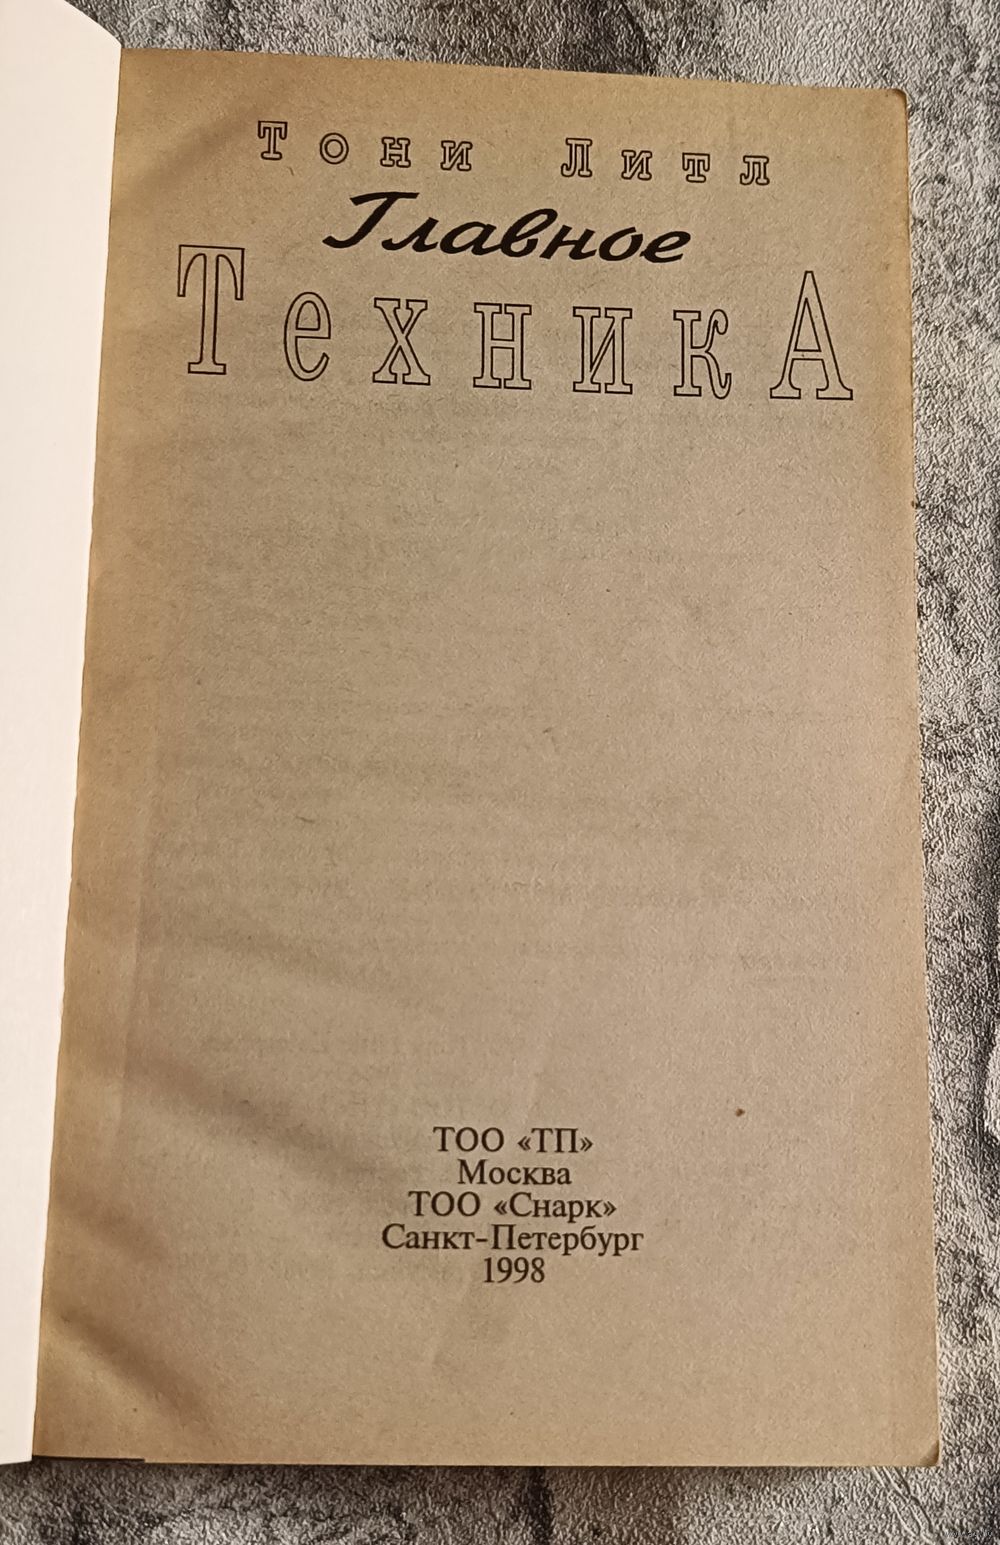 Тони Литл
Главное
ТехникА
ТОО «ТП»
Москва
ТОО «Снарк»
Санкт-Петербург
1998